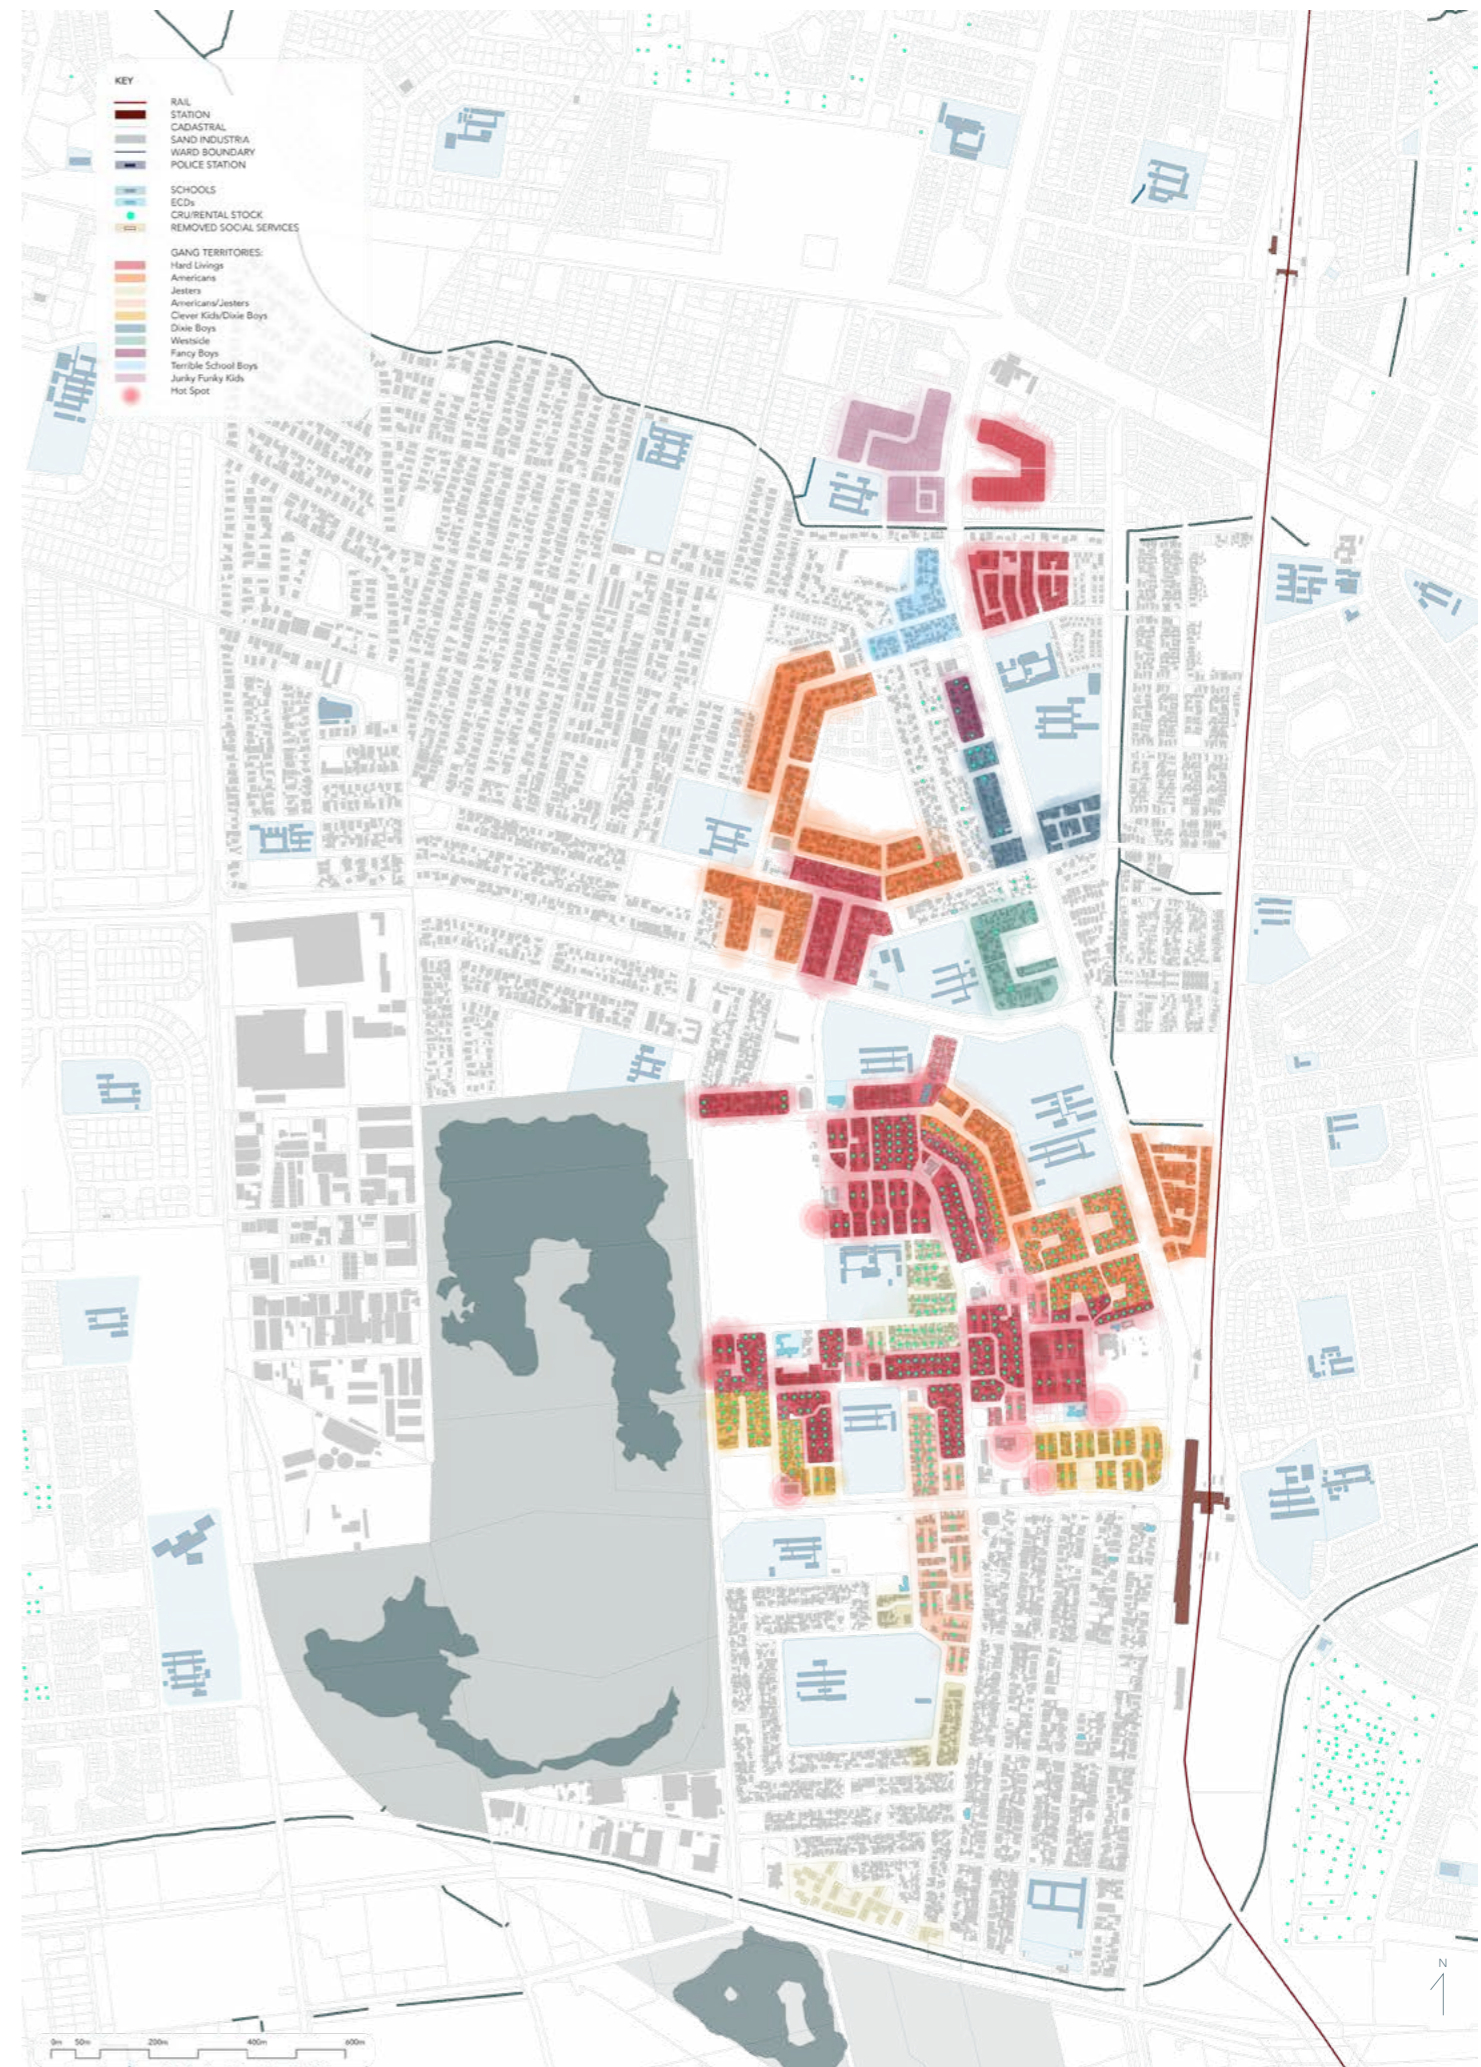 KEY
RAIL
STATION
CADASTRAL
SAND INDUSTRIA
WARD BOUNDARY
POLICE STATION
SCHOOLS
ECDs
CRU/RENTAL STOCK
REMOVED SOCIAL SERVICES
GANG TERRITORIES:
Hard Livings
Americans
Jesters
Americans/Jesters
Clever Kids/Dixie Boys
Dixie Boys
Westside
Fancy Boys
Terrible School Boys
Junky Funky Kids
Hot Spot
N
0m 50m 200m 400m 600m